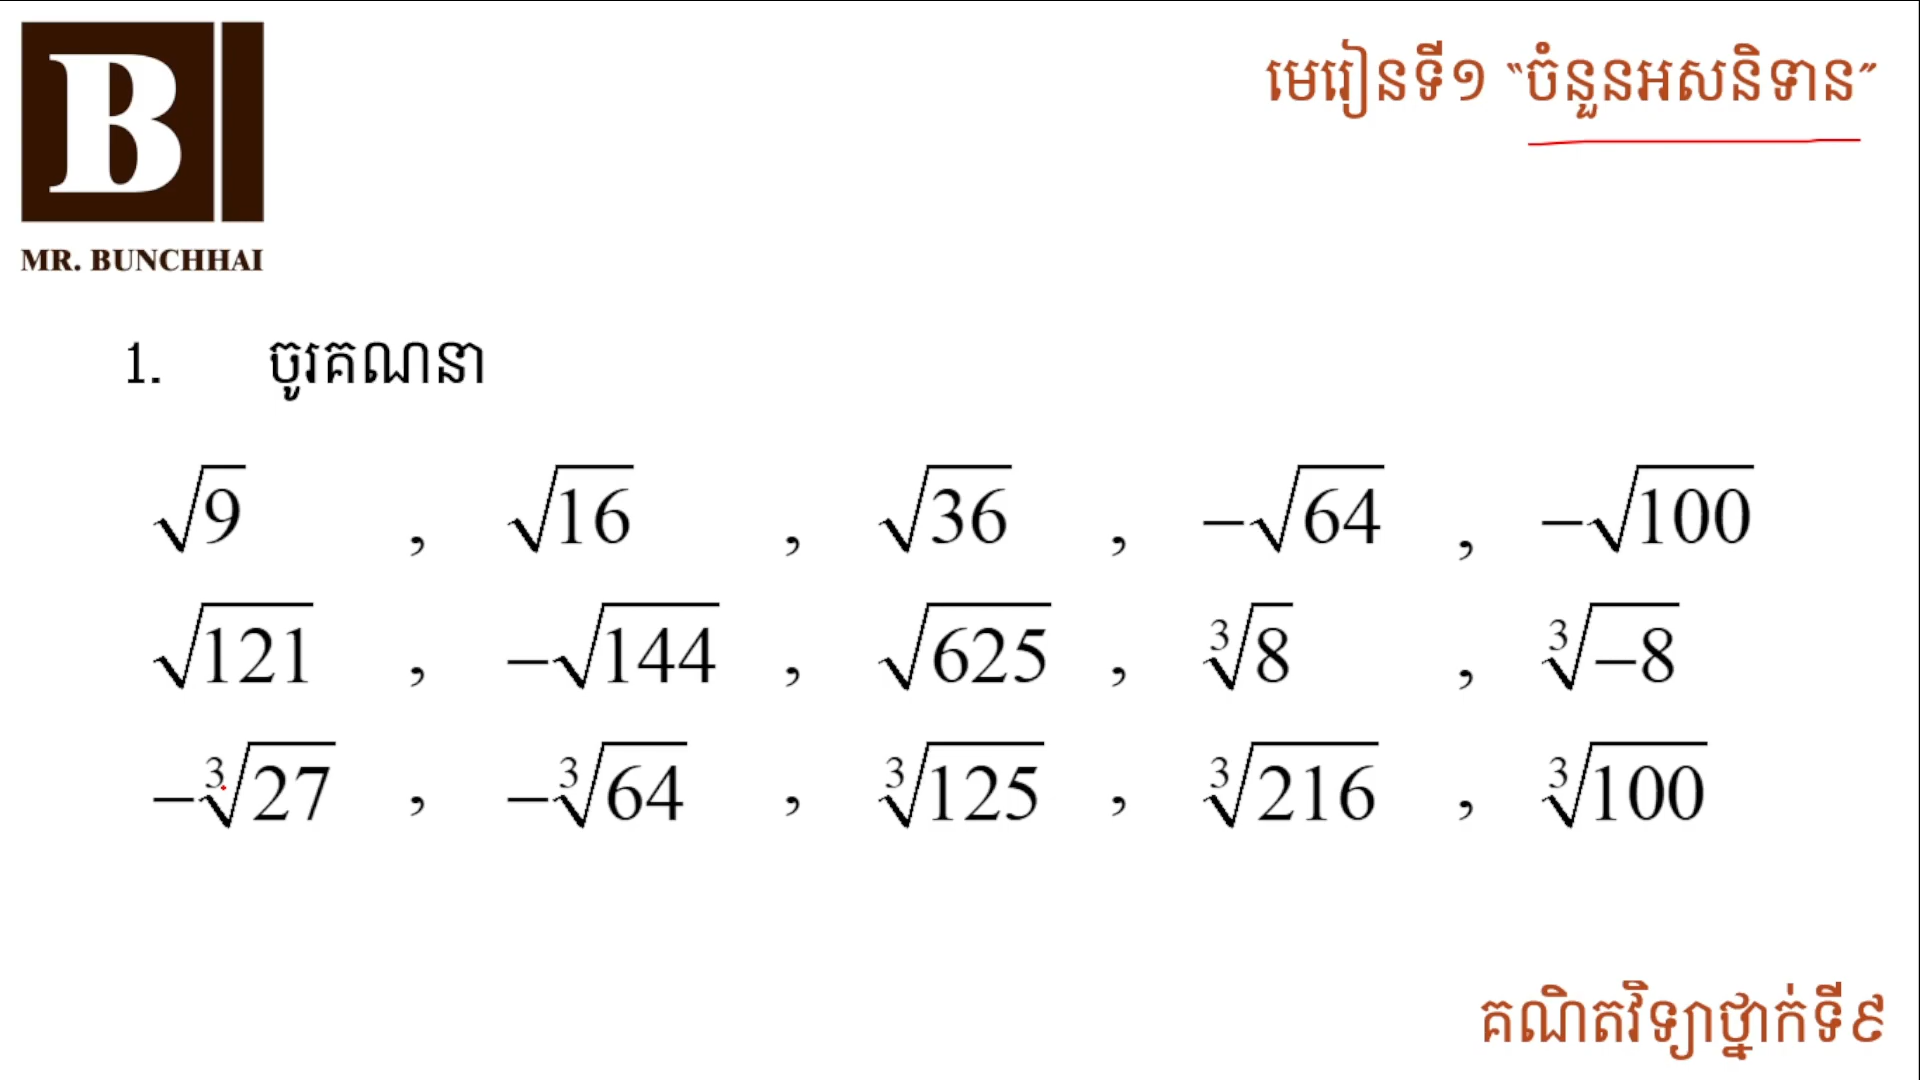 មេរៀនទី១ “ចំនួនអសនិទាន”
B
MR. BUNCHHAI
1. ចូរគណនា
√9 , √16 , √36 , −√64 , −√100
√121 , −√144 , √625 , ∛8 , ∛−8
−∛27 , −∛64 , ∛125 , ∛216 , ∛100
គណិតវិទ្យាថ្នាក់ទី៩